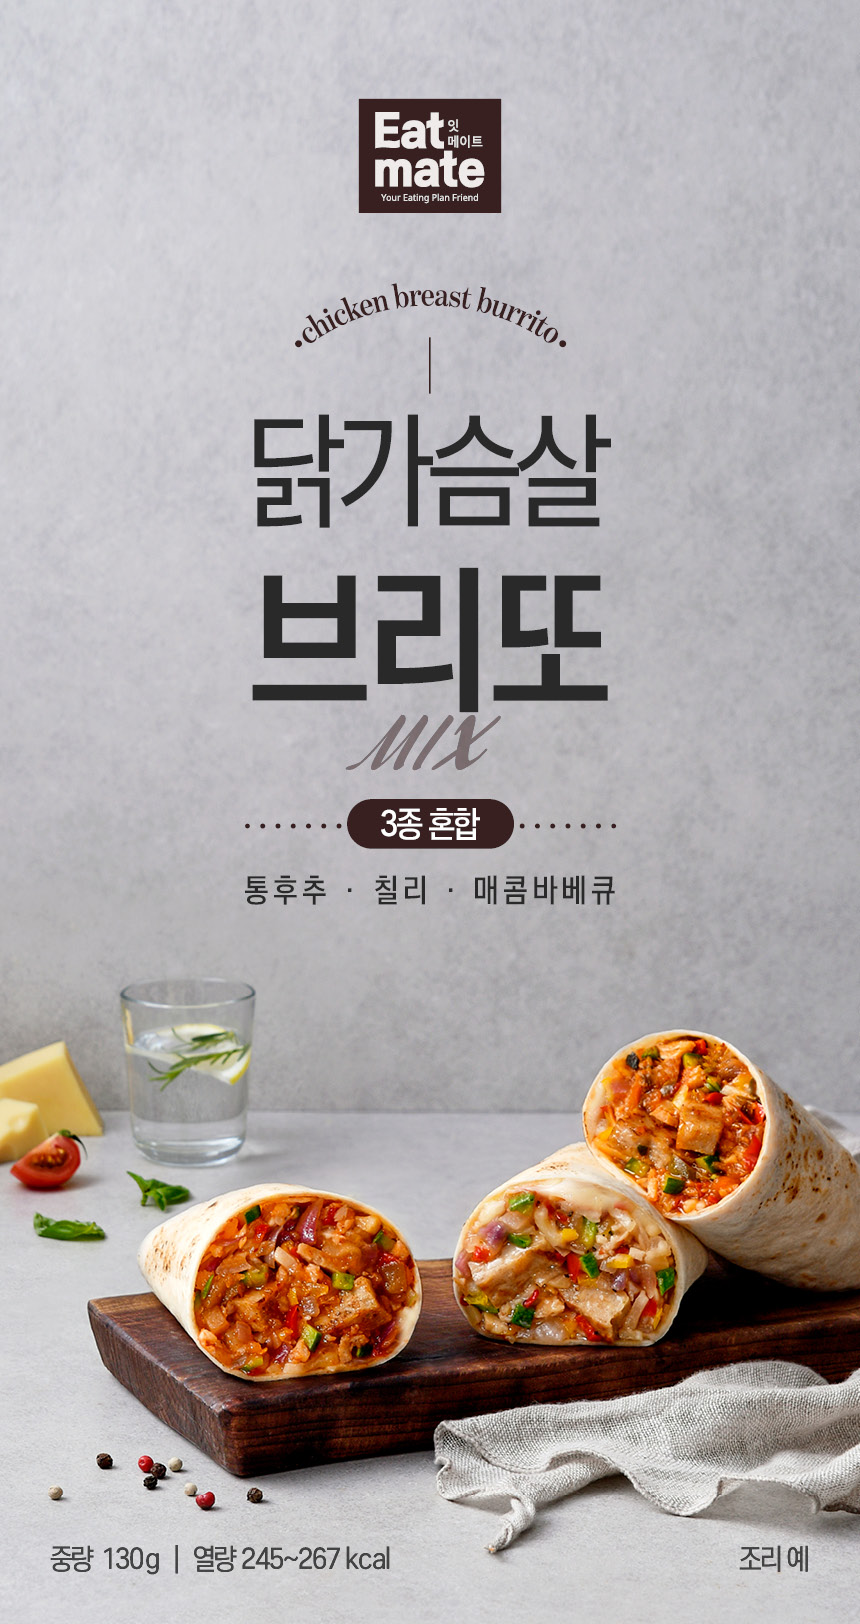 Eat 잇
mate 메이트
Your Eating Plan Friend
•chicken breast burrito•
닭가슴살
브리또
MIX
3종 혼합
통후추 · 칠리 · 매콤바베큐
중량 130g | 열량 245~267 kcal
조리 예